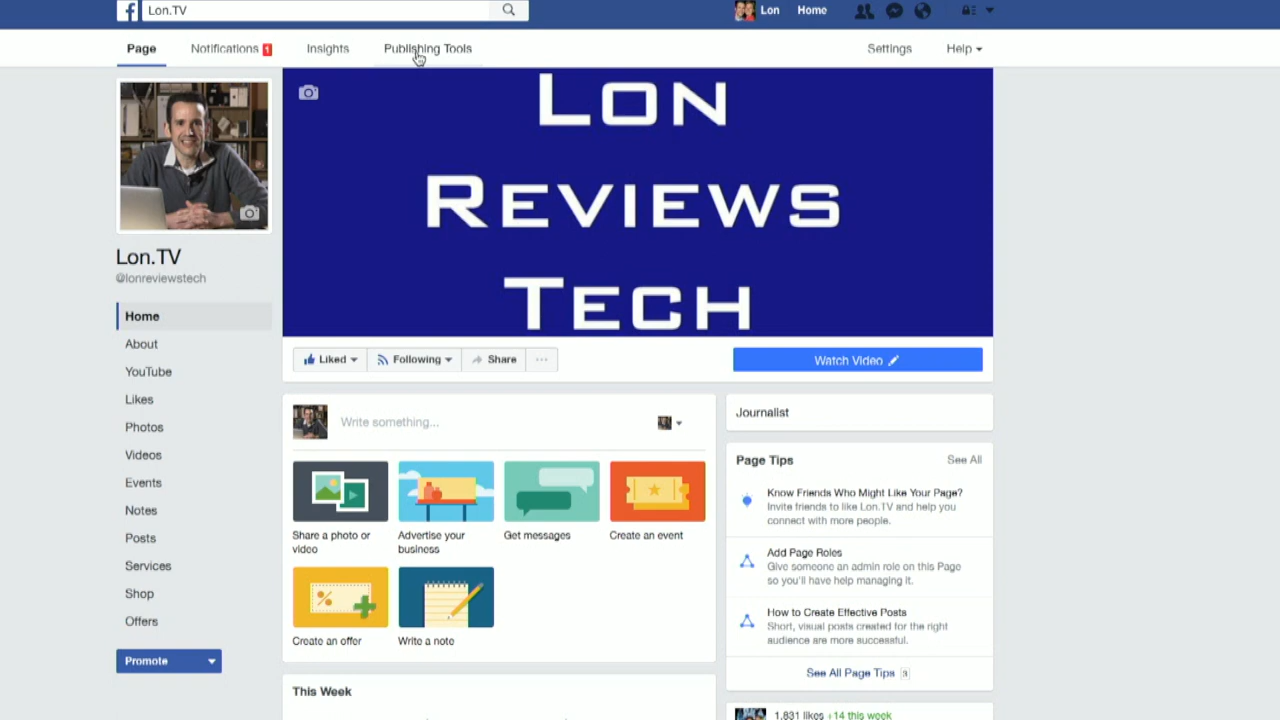 Lon.TV
Lon Home
Page Notifications 1 Insights Publishing Tools Settings Help
LON
REVIEWS
TECH
Lon.TV
@lonreviewstech
Home
About
YouTube
Likes
Photos
Videos
Events
Notes
Posts
Services
Shop
Offers
Promote
Liked Following Share ...
Watch Video
Write something...
Share a photo or video
Advertise your business
Get messages
Create an event
Create an offer
Write a note
This Week
Journalist
Page Tips See All
Know Friends Who Might Like Your Page?
Invite friends to like Lon.TV and help you
connect with more people.
Add Page Roles
Give someone an admin role on this Page
so you'll have help managing it.
How to Create Effective Posts
Short, visual posts created for the right
audience are more successful.
See All Page Tips 3
1,831 likes +14 this week